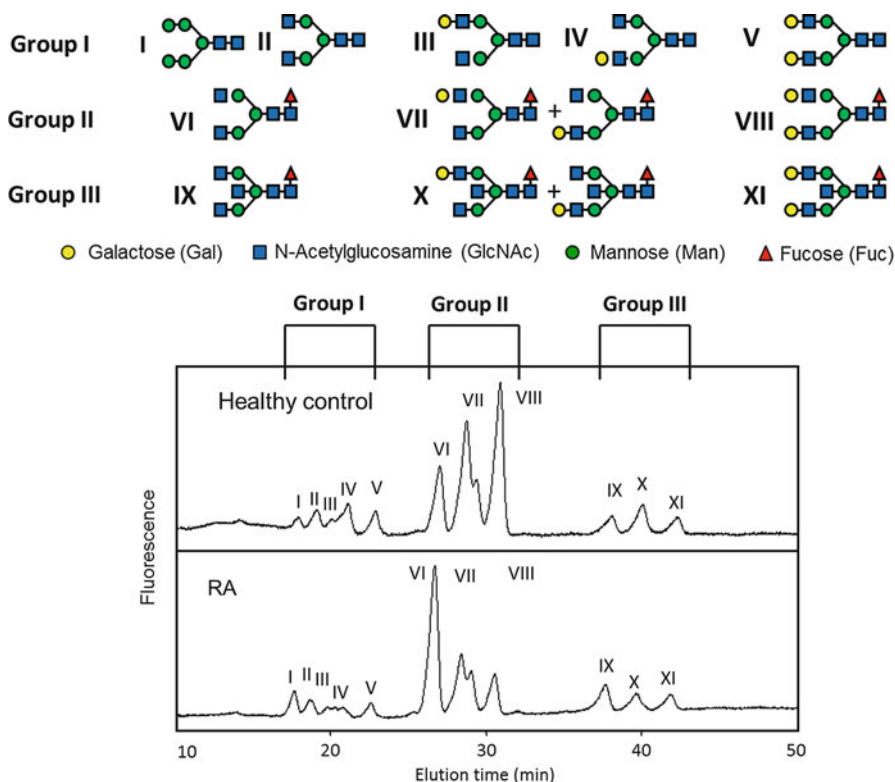 Group I I II III IV V
Group II VI VII + VIII
Group III IX X + XI
Galactose (Gal) N-Acetylglucosamine (GlcNAc) Mannose (Man) Fucose (Fuc)
Group I Group II Group III
Healthy control
I II III IV V VI VII VIII IX X XI
Fluorescence
RA
I II III IV V VI VII VIII IX X XI
10 20 30 40 50
Elution time (min)